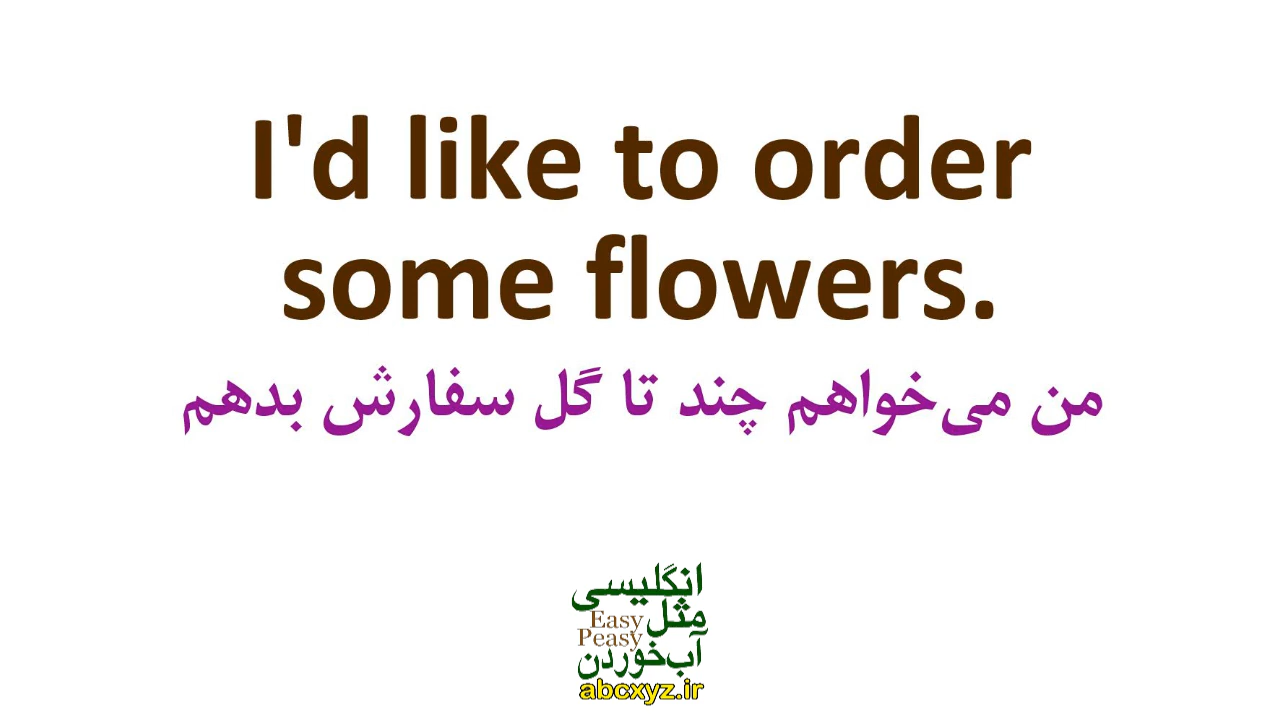 I'd like to order
some flowers.
من می‌خواهم چند تا گل سفارش بدهم
انگلیسی
مثل
Easy
Peasy
آب‌خوردن
abcxyz.ir